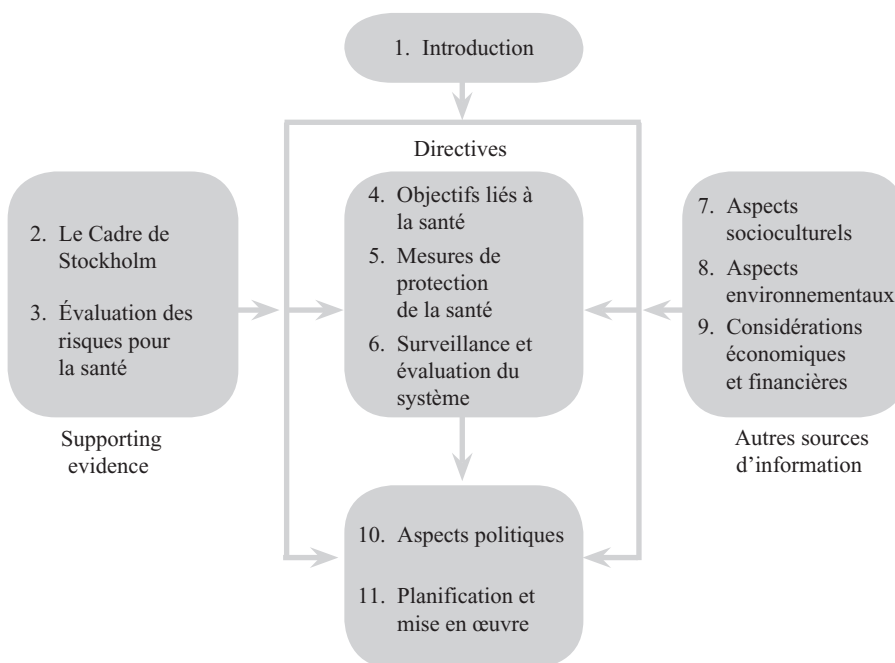 1. Introduction
Directives
2. Le Cadre de
Stockholm
3. Évaluation des
risques pour
la santé
Supporting
evidence
4. Objectifs liés à
la santé
5. Mesures de
protection
de la santé
6. Surveillance et
évaluation du
système
7. Aspects
socioculturels
8. Aspects
environnementaux
9. Considérations
économiques
et financières
Autres sources
d’information
10. Aspects politiques
11. Planification et
mise en œuvre